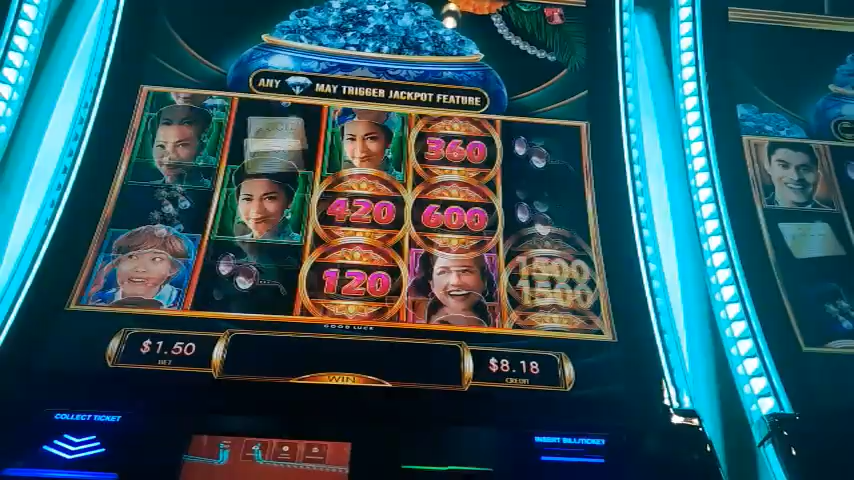 ANY MAY TRIGGER JACKPOT FEATURE
360
420
600
120
1500
1500
GOOD LUCK
$1.50
BET
WIN
$8.18
CREDIT
COLLECT TICKET
INSERT BILL/TICKET